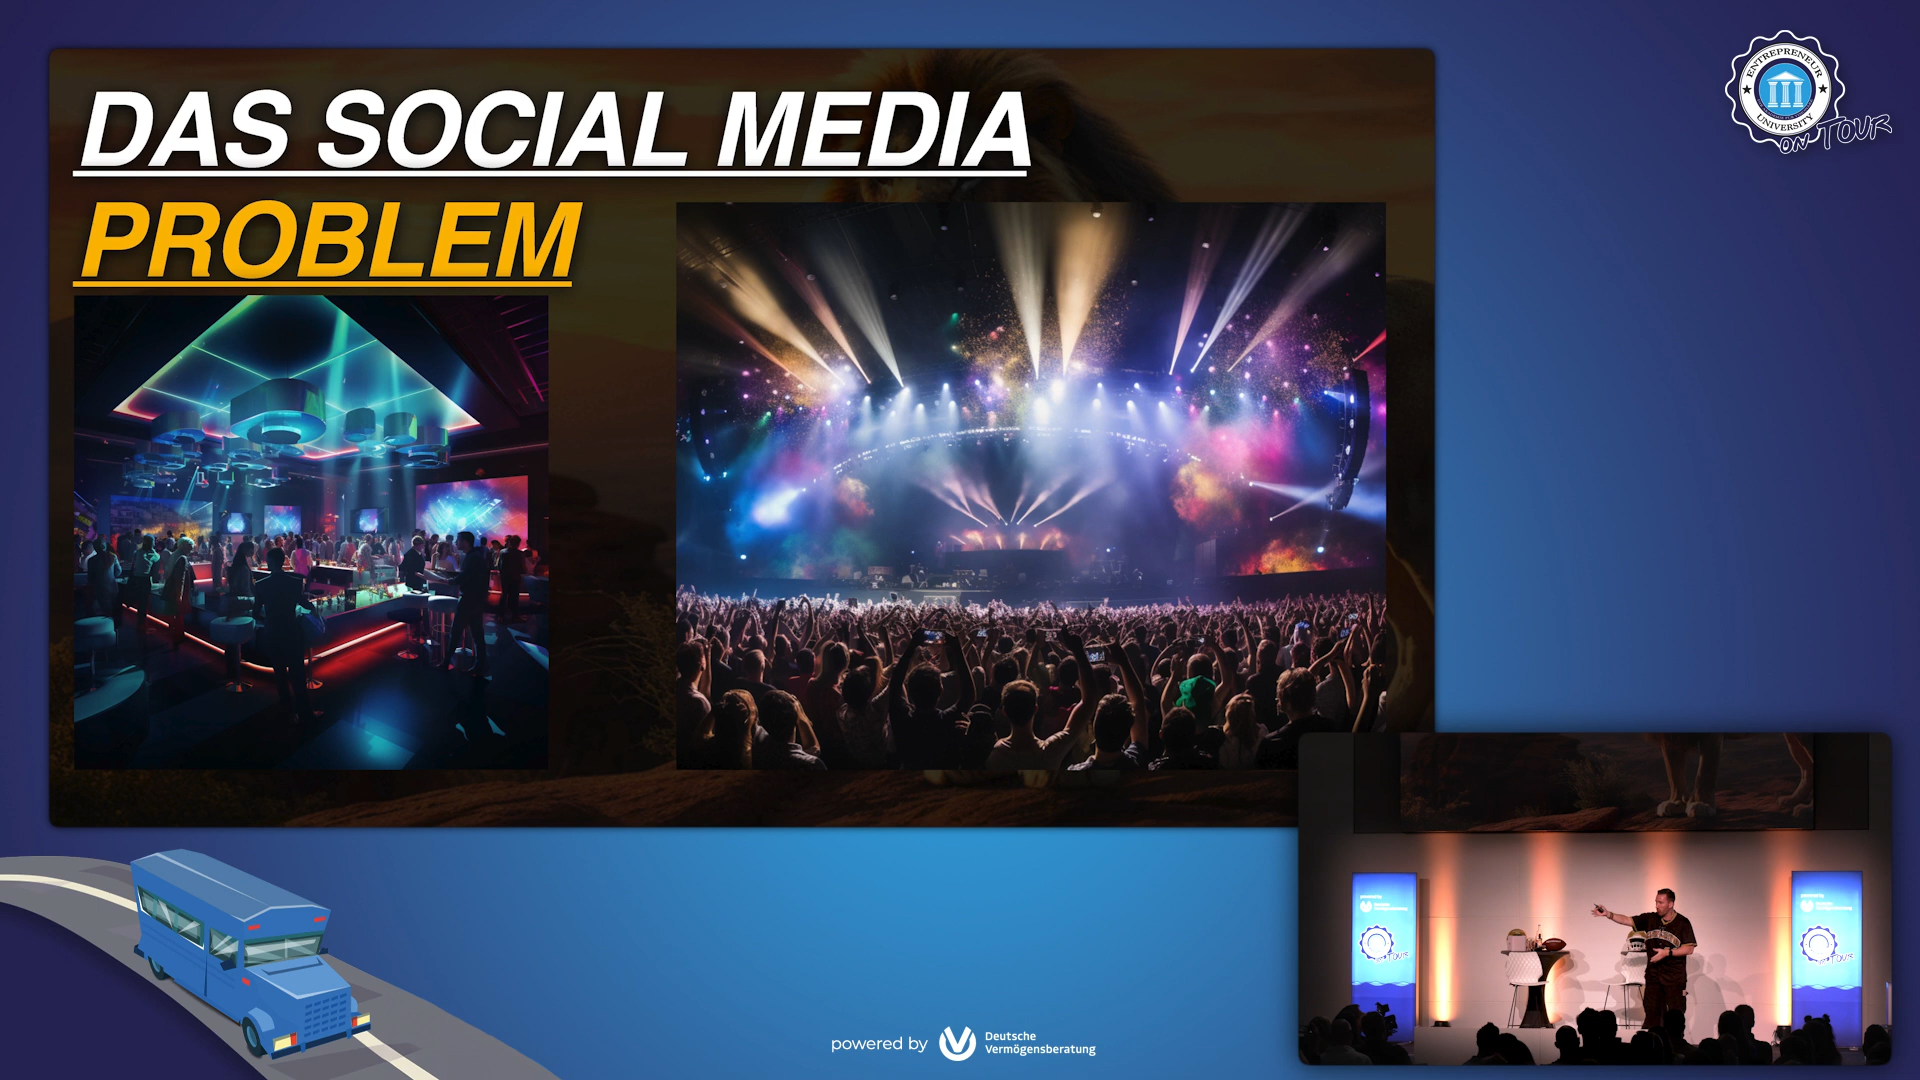 DAS SOCIAL MEDIA
PROBLEM
ENTREPRENEUR
UNIVERSITY
ON TOUR
powered by
Deutsche
Vermögensberatung